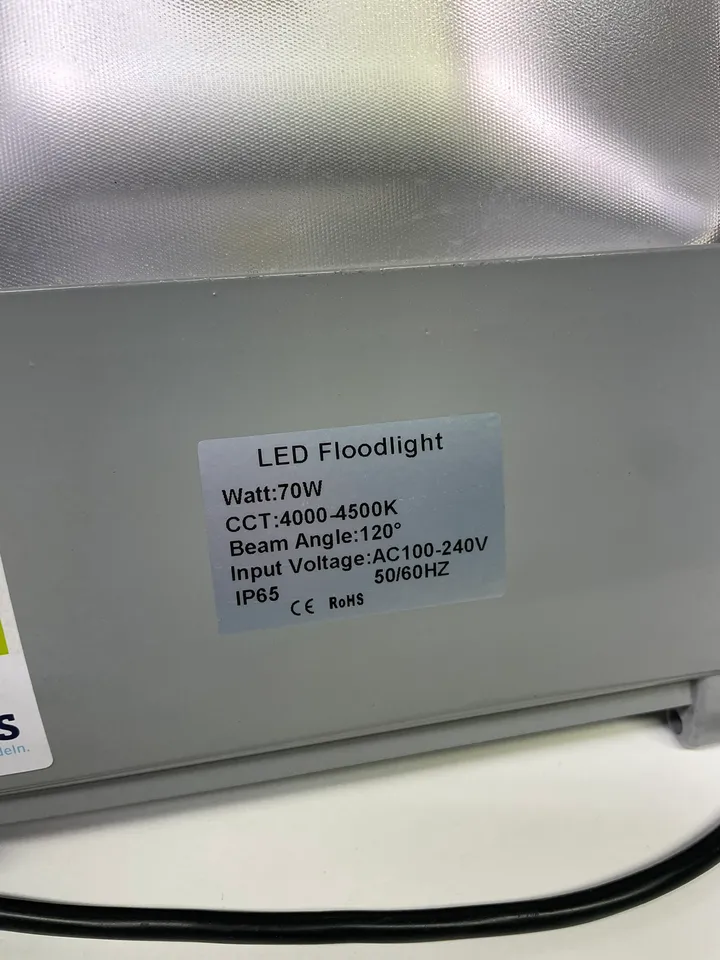 LED Floodlight
Watt:70W
CCT:4000-4500K
Beam Angle:120°
Input Voltage:AC100-240V
50/60HZ
IP65
CE RoHS
s
deln.